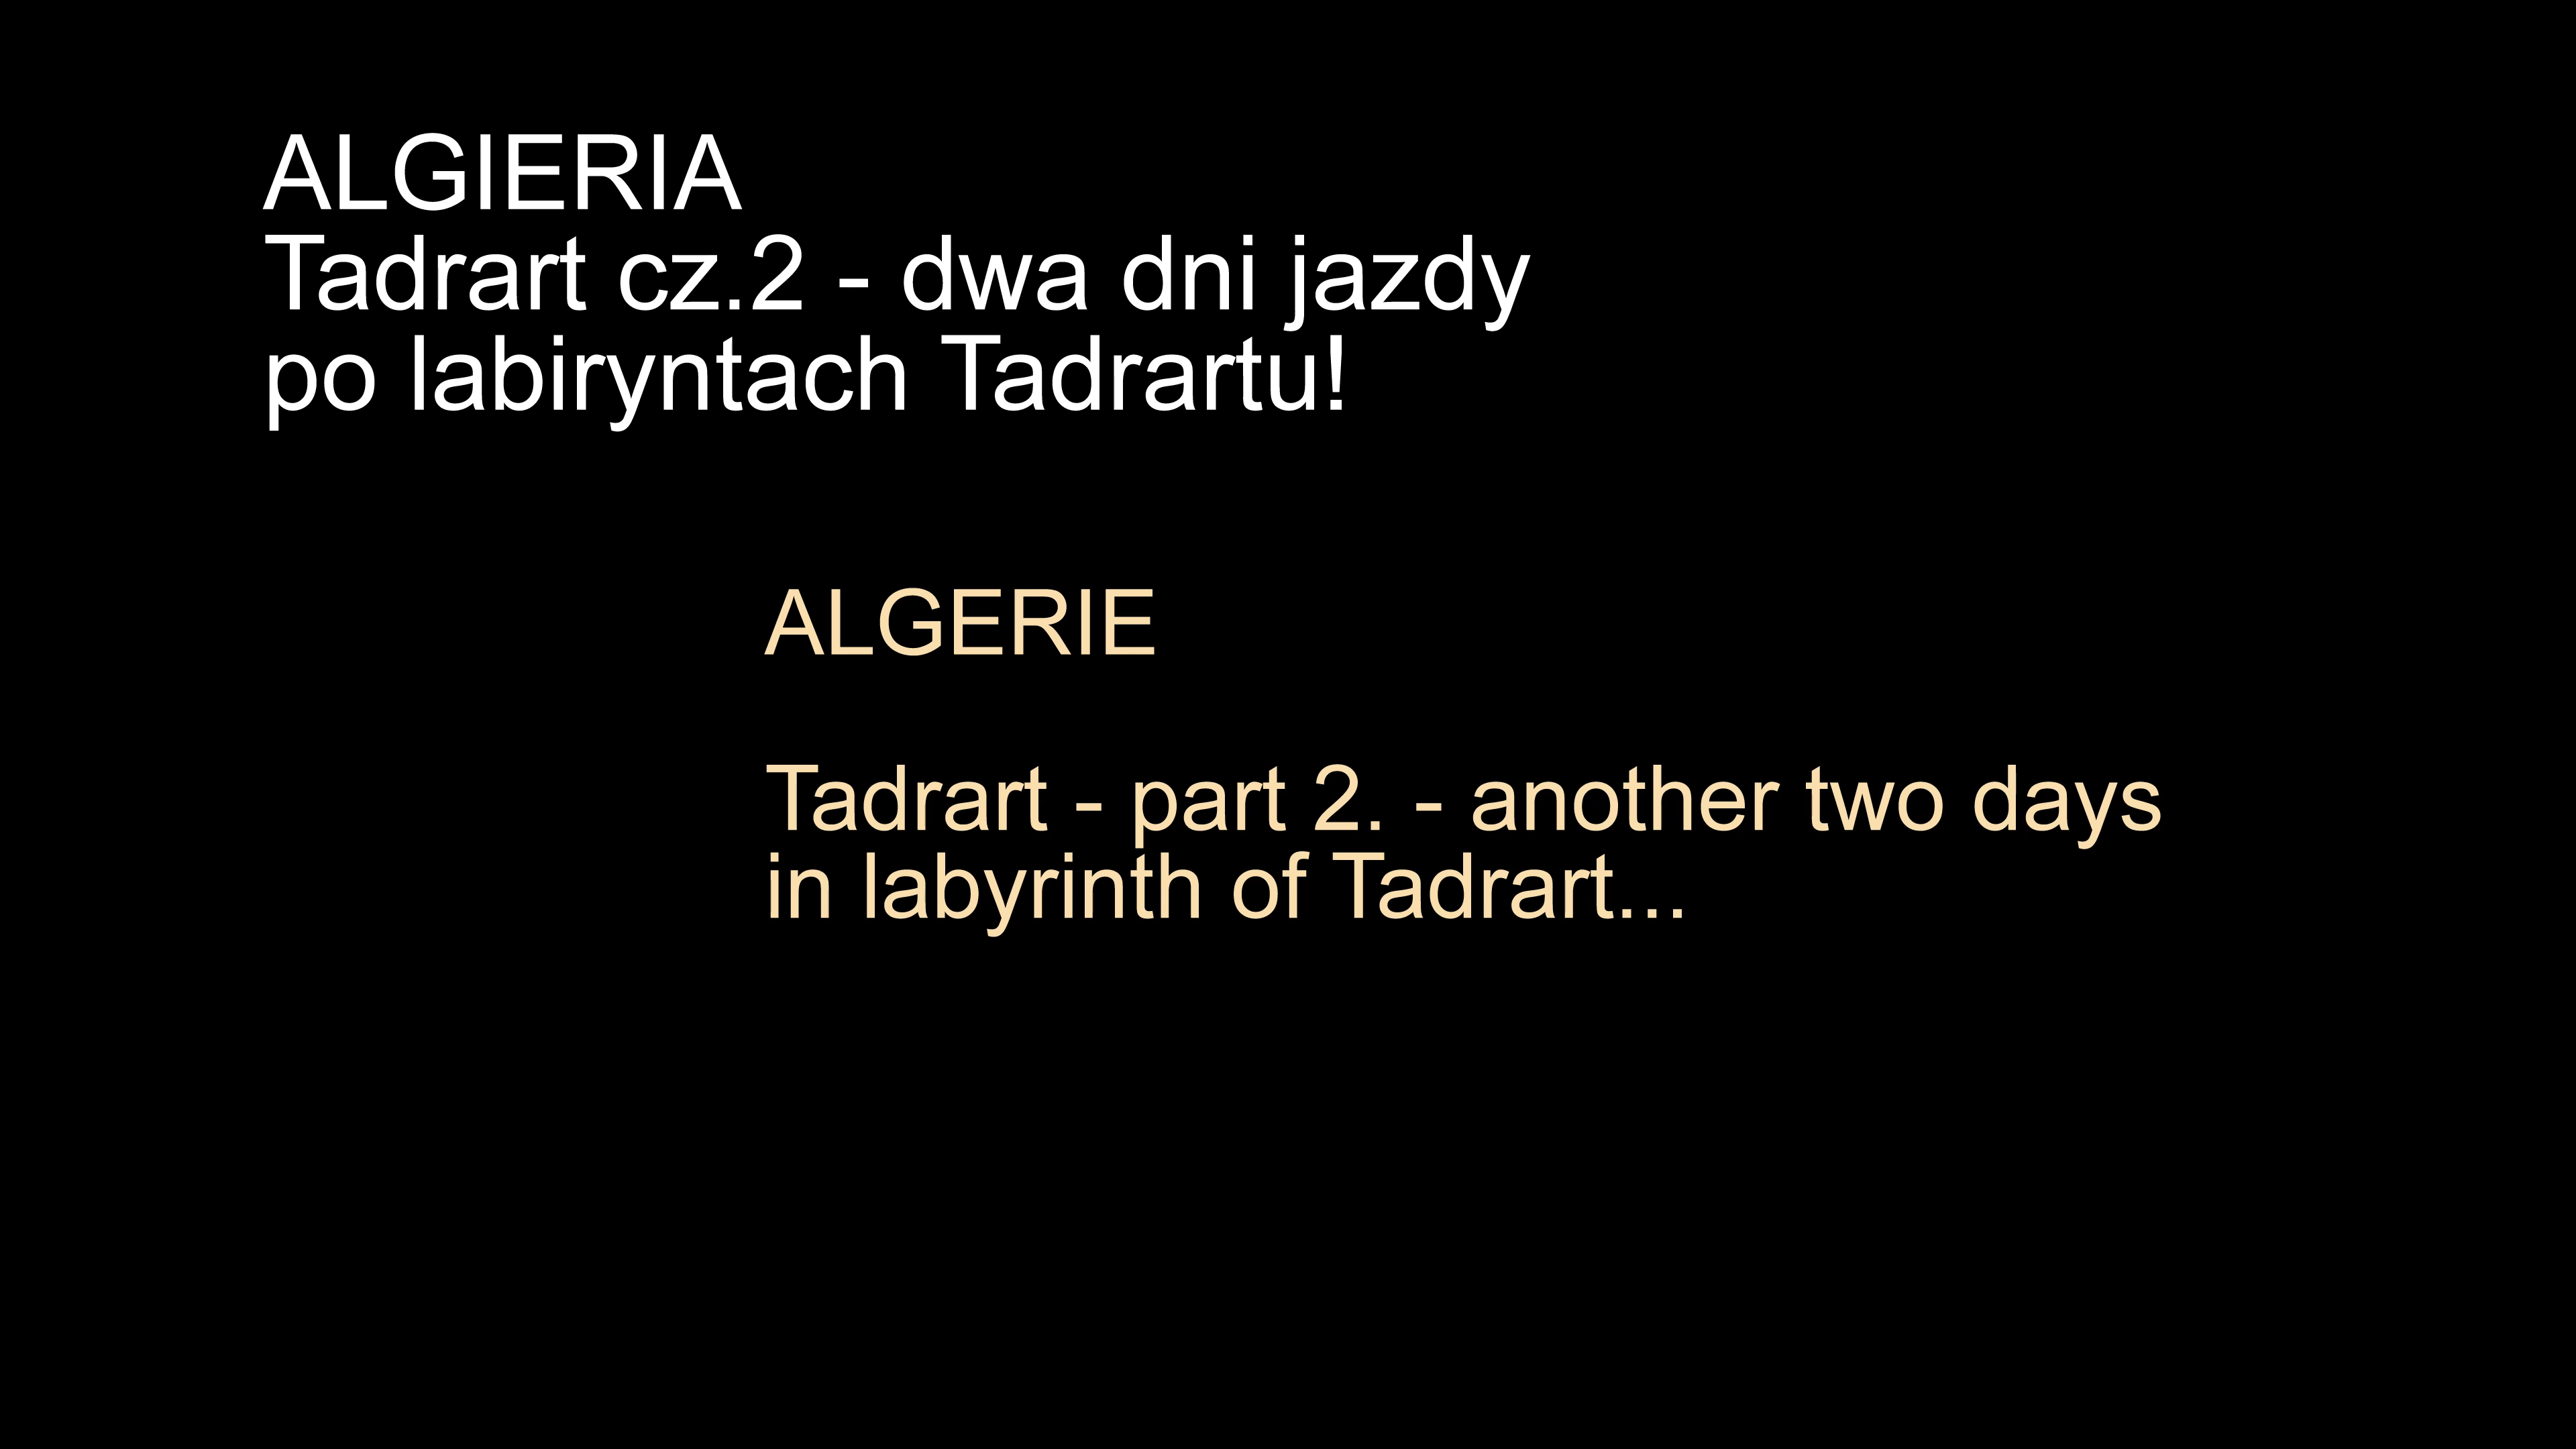 ALGIERIA
Tadrart cz.2 - dwa dni jazdy
po labiryntach Tadrartu!
ALGERIE
Tadrart - part 2. - another two days
in labyrinth of Tadrart...